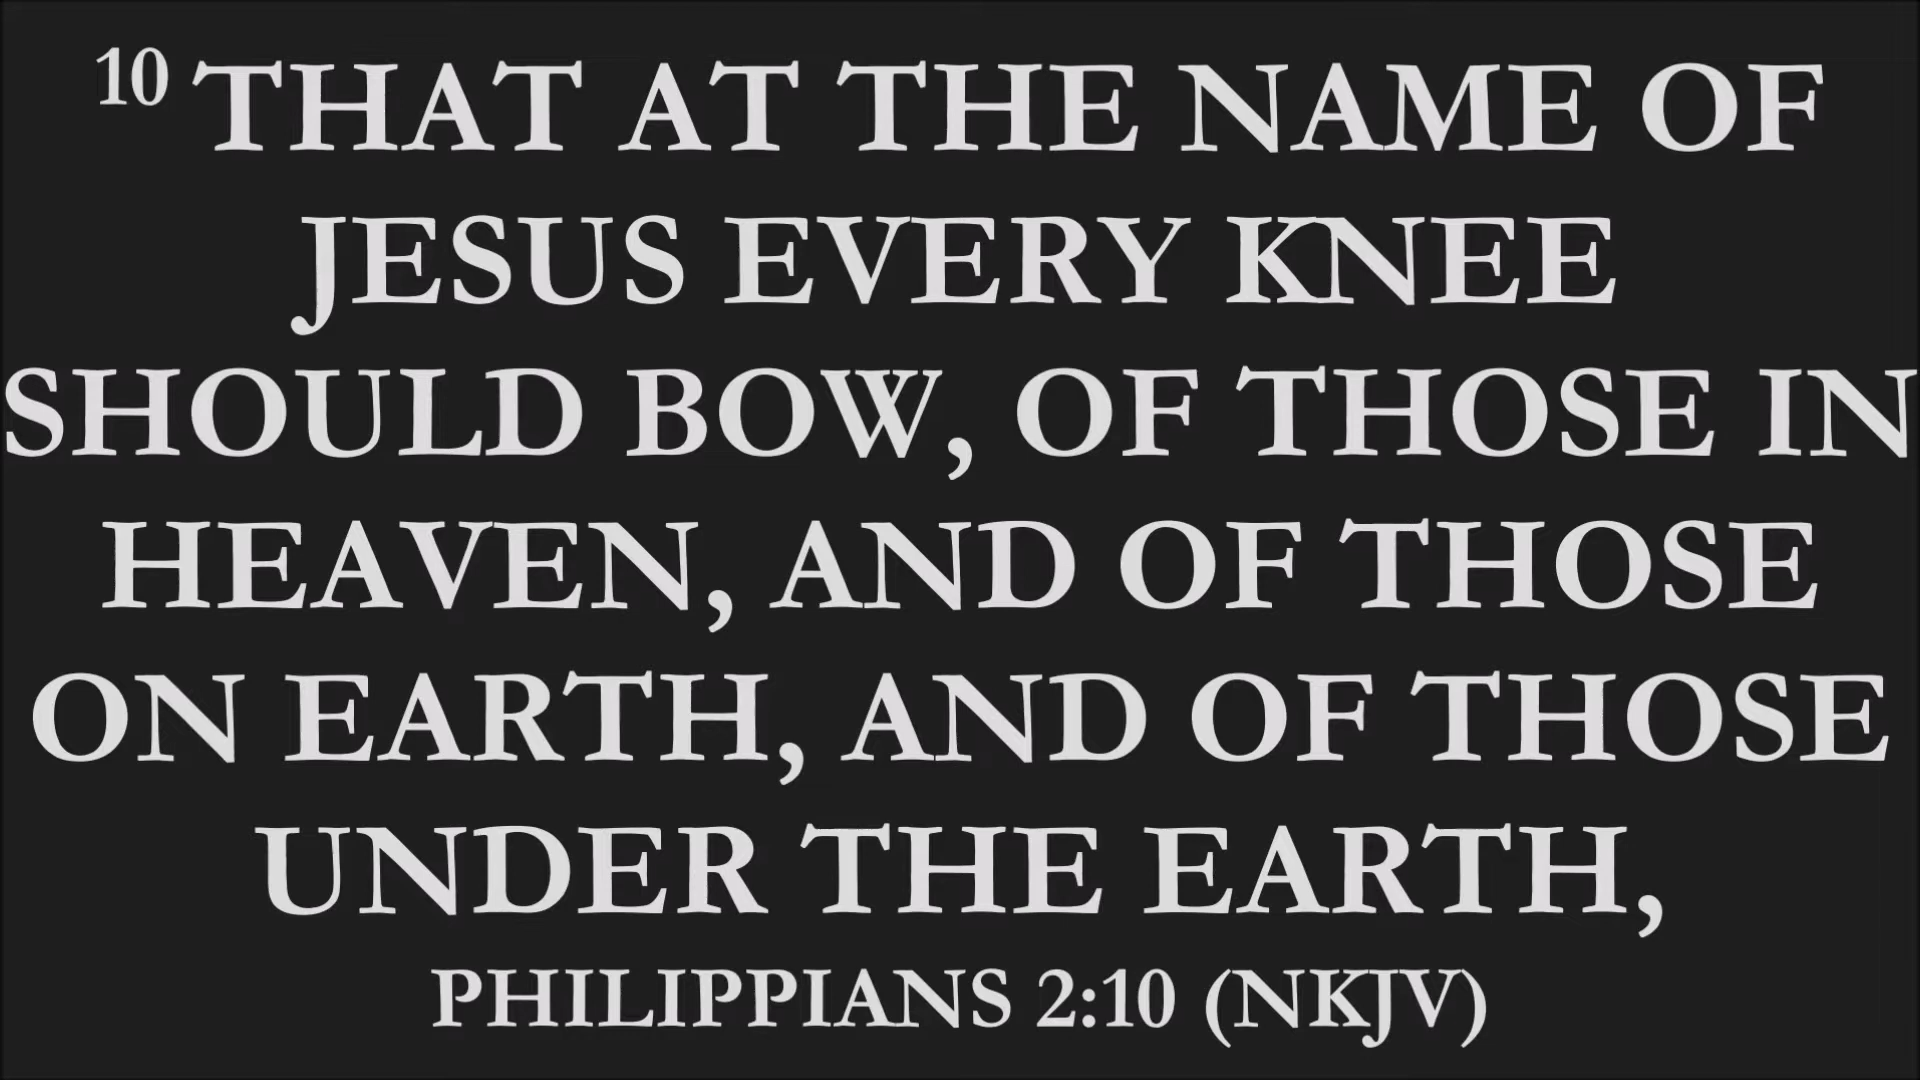 10 THAT AT THE NAME OF
JESUS EVERY KNEE
SHOULD BOW, OF THOSE IN
HEAVEN, AND OF THOSE
ON EARTH, AND OF THOSE
UNDER THE EARTH,
PHILIPPIANS 2:10 (NKJV)